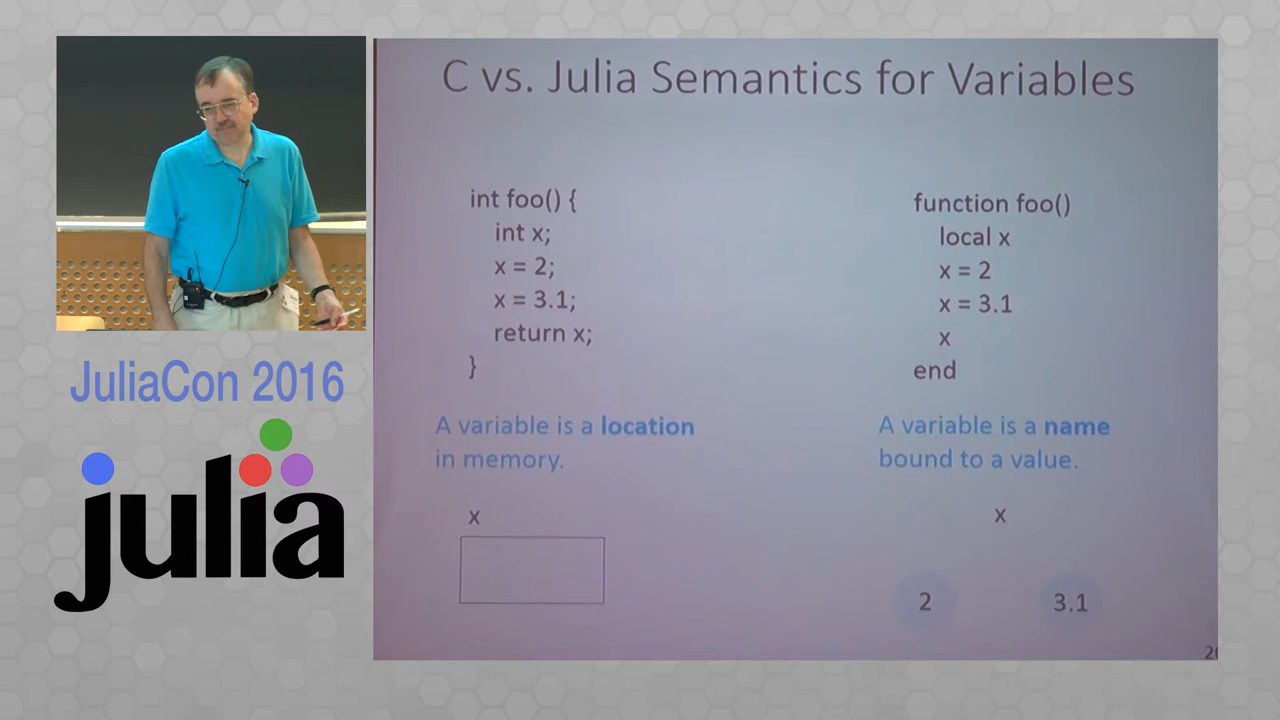 C vs. Julia Semantics for Variables
int foo() {
int x;
x = 2;
x = 3.1;
return x;
}
A variable is a location
in memory.
x
function foo()
local x
x = 2
x = 3.1
x
end
A variable is a name
bound to a value.
x
2
3.1
JuliaCon 2016
julia